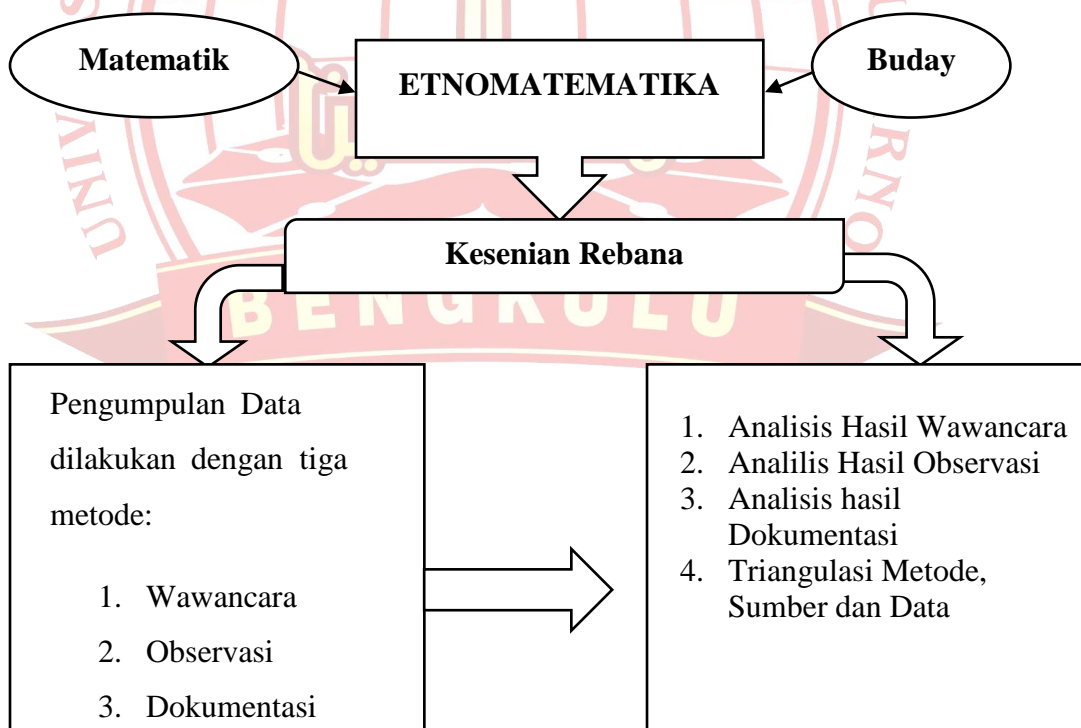 Matematik
ETNOMATEMATIKA
Buday
Kesenian Rebana
BENGKULU
Pengumpulan Data
dilakukan dengan tiga
metode:
1. Wawancara
2. Observasi
3. Dokumentasi
1. Analisis Hasil Wawancara
2. Analilis Hasil Observasi
3. Analisis hasil
Dokumentasi
4. Triangulasi Metode,
Sumber dan Data